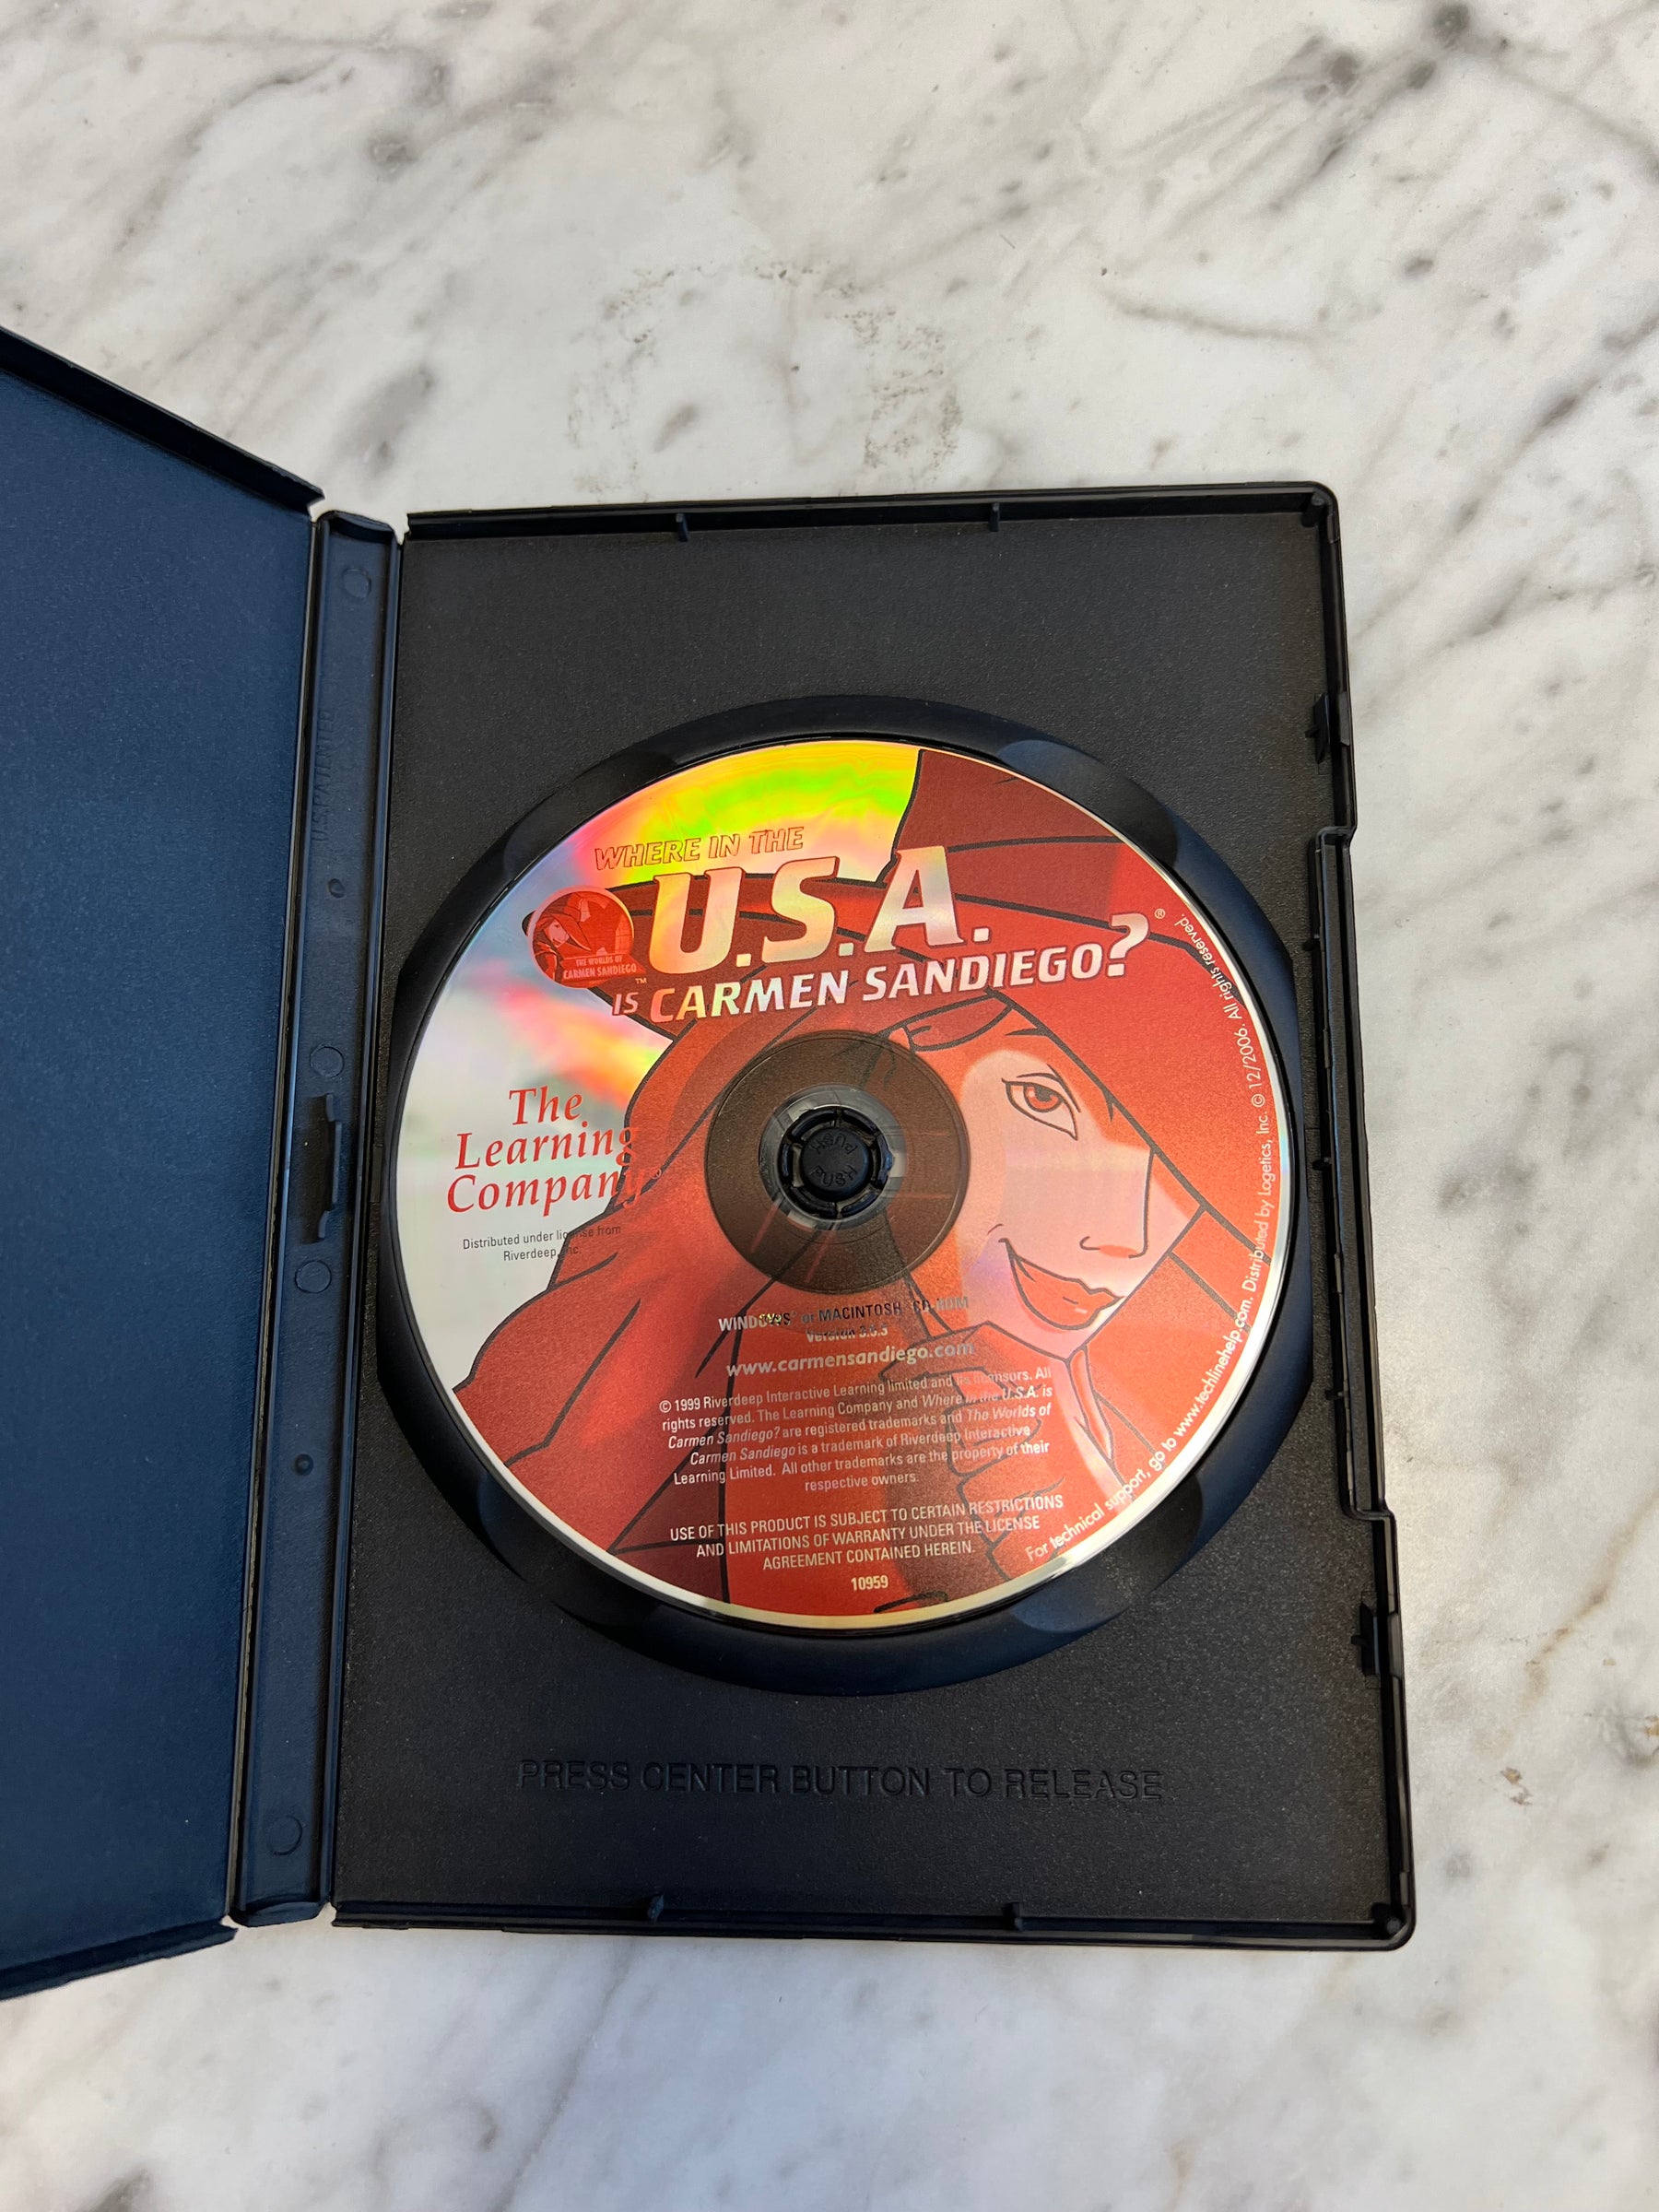 U.S. PATENTED
WHERE IN THE
U.S.A.
IS CARMEN SANDIEGO?®
THE WORLDS OF
CARMEN SANDIEGO
™
The
Learning
Company®
Distributed under license from
Riverdeep, Inc.
PUSH
PUSH
WINDOWS® or MACINTOSH® CD-ROM
www.carmensandiego.com
© 1999 Riverdeep Interactive Learning limited and its licensors. All
rights reserved. The Learning Company and Where in the U.S.A. is
Carmen Sandiego? are registered trademarks and The Worlds of
Carmen Sandiego is a trademark of Riverdeep Interactive
Learning Limited. All other trademarks are the property of their
respective owners.
USE OF THIS PRODUCT IS SUBJECT TO CERTAIN RESTRICTIONS
AND LIMITATIONS OF WARRANTY UNDER THE LICENSE
AGREEMENT CONTAINED HEREIN.
10959
For technical support, go to www.techlinehelp.com. Distributed by Logetics, Inc. © 12/2006. All rights reserved.
PRESS CENTER BUTTON TO RELEASE